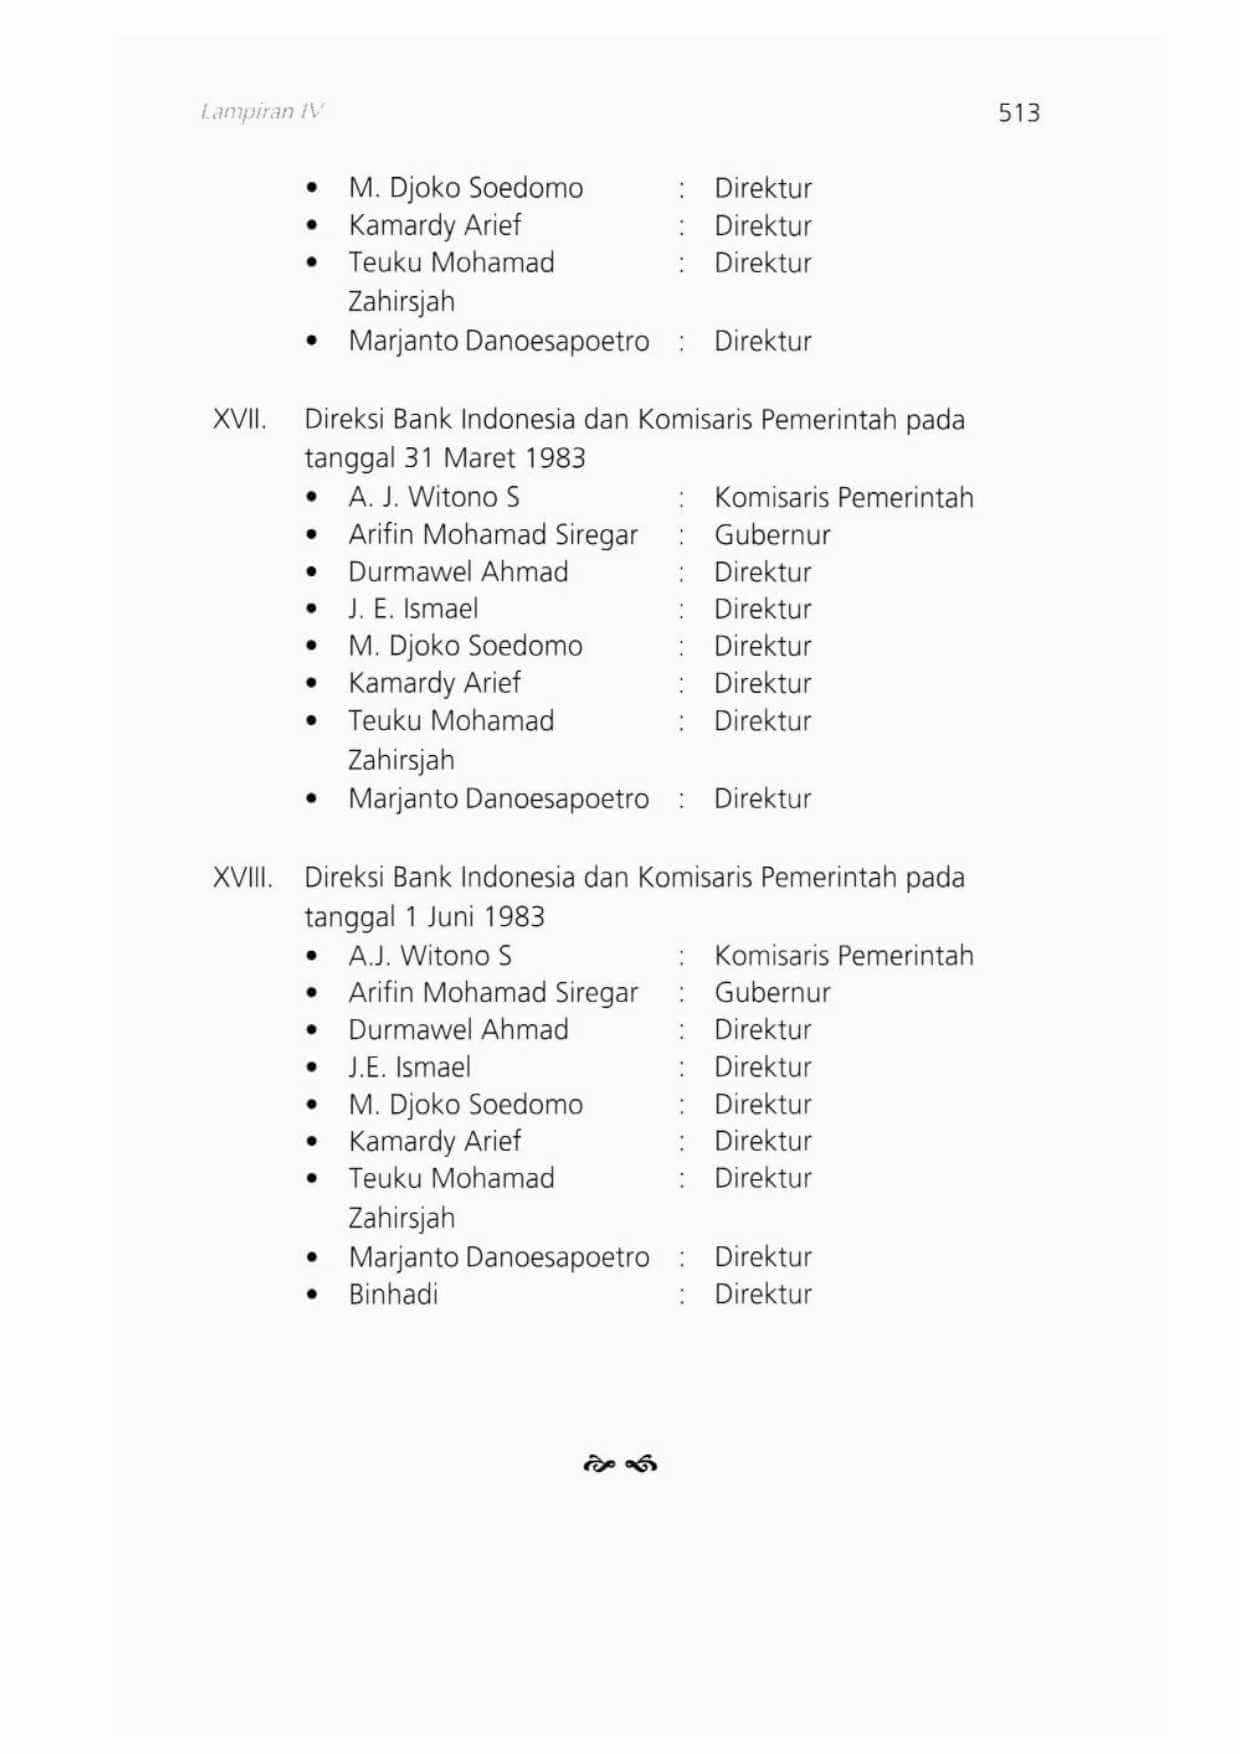 Lampiran IV 513
• M. Djoko Soedomo : Direktur
• Kamardy Arief : Direktur
• Teuku Mohamad : Direktur
Zahirsjah
• Marjanto Danoesapoetro : Direktur
XVII. Direksi Bank Indonesia dan Komisaris Pemerintah pada
tanggal 31 Maret 1983
• A. J. Witono S : Komisaris Pemerintah
• Arifin Mohamad Siregar : Gubernur
• Durmawel Ahmad : Direktur
• J. E. Ismael : Direktur
• M. Djoko Soedomo : Direktur
• Kamardy Arief : Direktur
• Teuku Mohamad : Direktur
Zahirsjah
• Marjanto Danoesapoetro : Direktur
XVIII. Direksi Bank Indonesia dan Komisaris Pemerintah pada
tanggal 1 Juni 1983
• A.J. Witono S : Komisaris Pemerintah
• Arifin Mohamad Siregar : Gubernur
• Durmawel Ahmad : Direktur
• J.E. Ismael : Direktur
• M. Djoko Soedomo : Direktur
• Kamardy Arief : Direktur
• Teuku Mohamad : Direktur
Zahirsjah
• Marjanto Danoesapoetro : Direktur
• Binhadi : Direktur